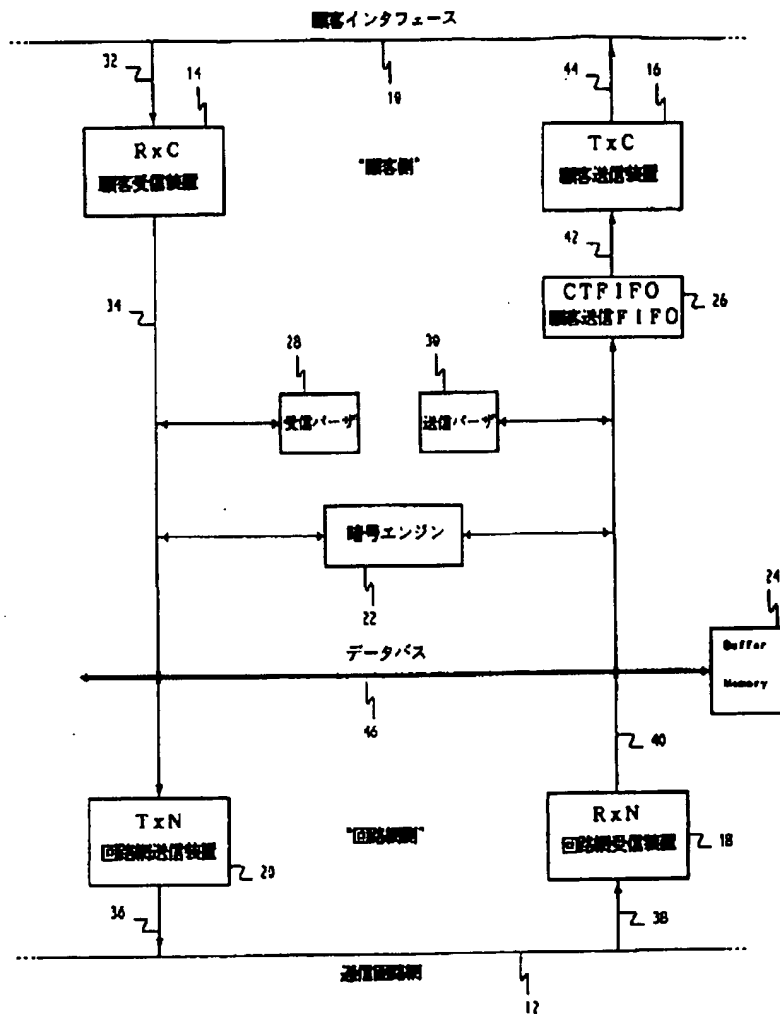 顧客インタフェース
32
14
10
44
16
RxC
顧客受信装置
"顧客側"
TxC
顧客送信装置
42
CTFIFO
顧客送信FIFO
26
34
28
30
受信パーザ
送信パーザ
暗号エンジン
22
24
Buffer
Memory
データバス
46
40
TxN
回路網送信装置
20
"回路網側"
RxN
回路網受信装置
18
36
38
送信回路網
12